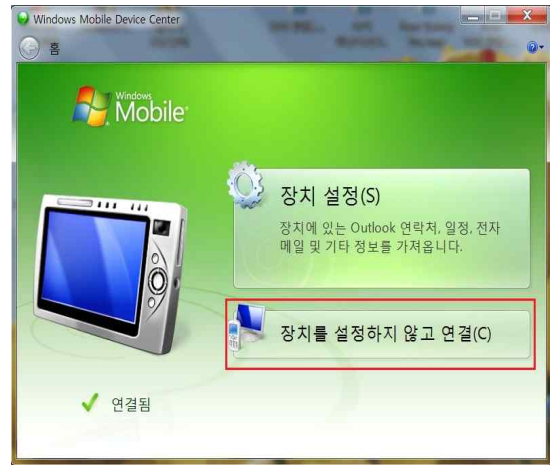 Windows Mobile Device Center
홈
Windows
Mobile
장치 설정(S)
장치에 있는 Outlook 연락처, 일정, 전자
메일 및 기타 정보를 가져옵니다.
장치를 설정하지 않고 연결(C)
연결됨